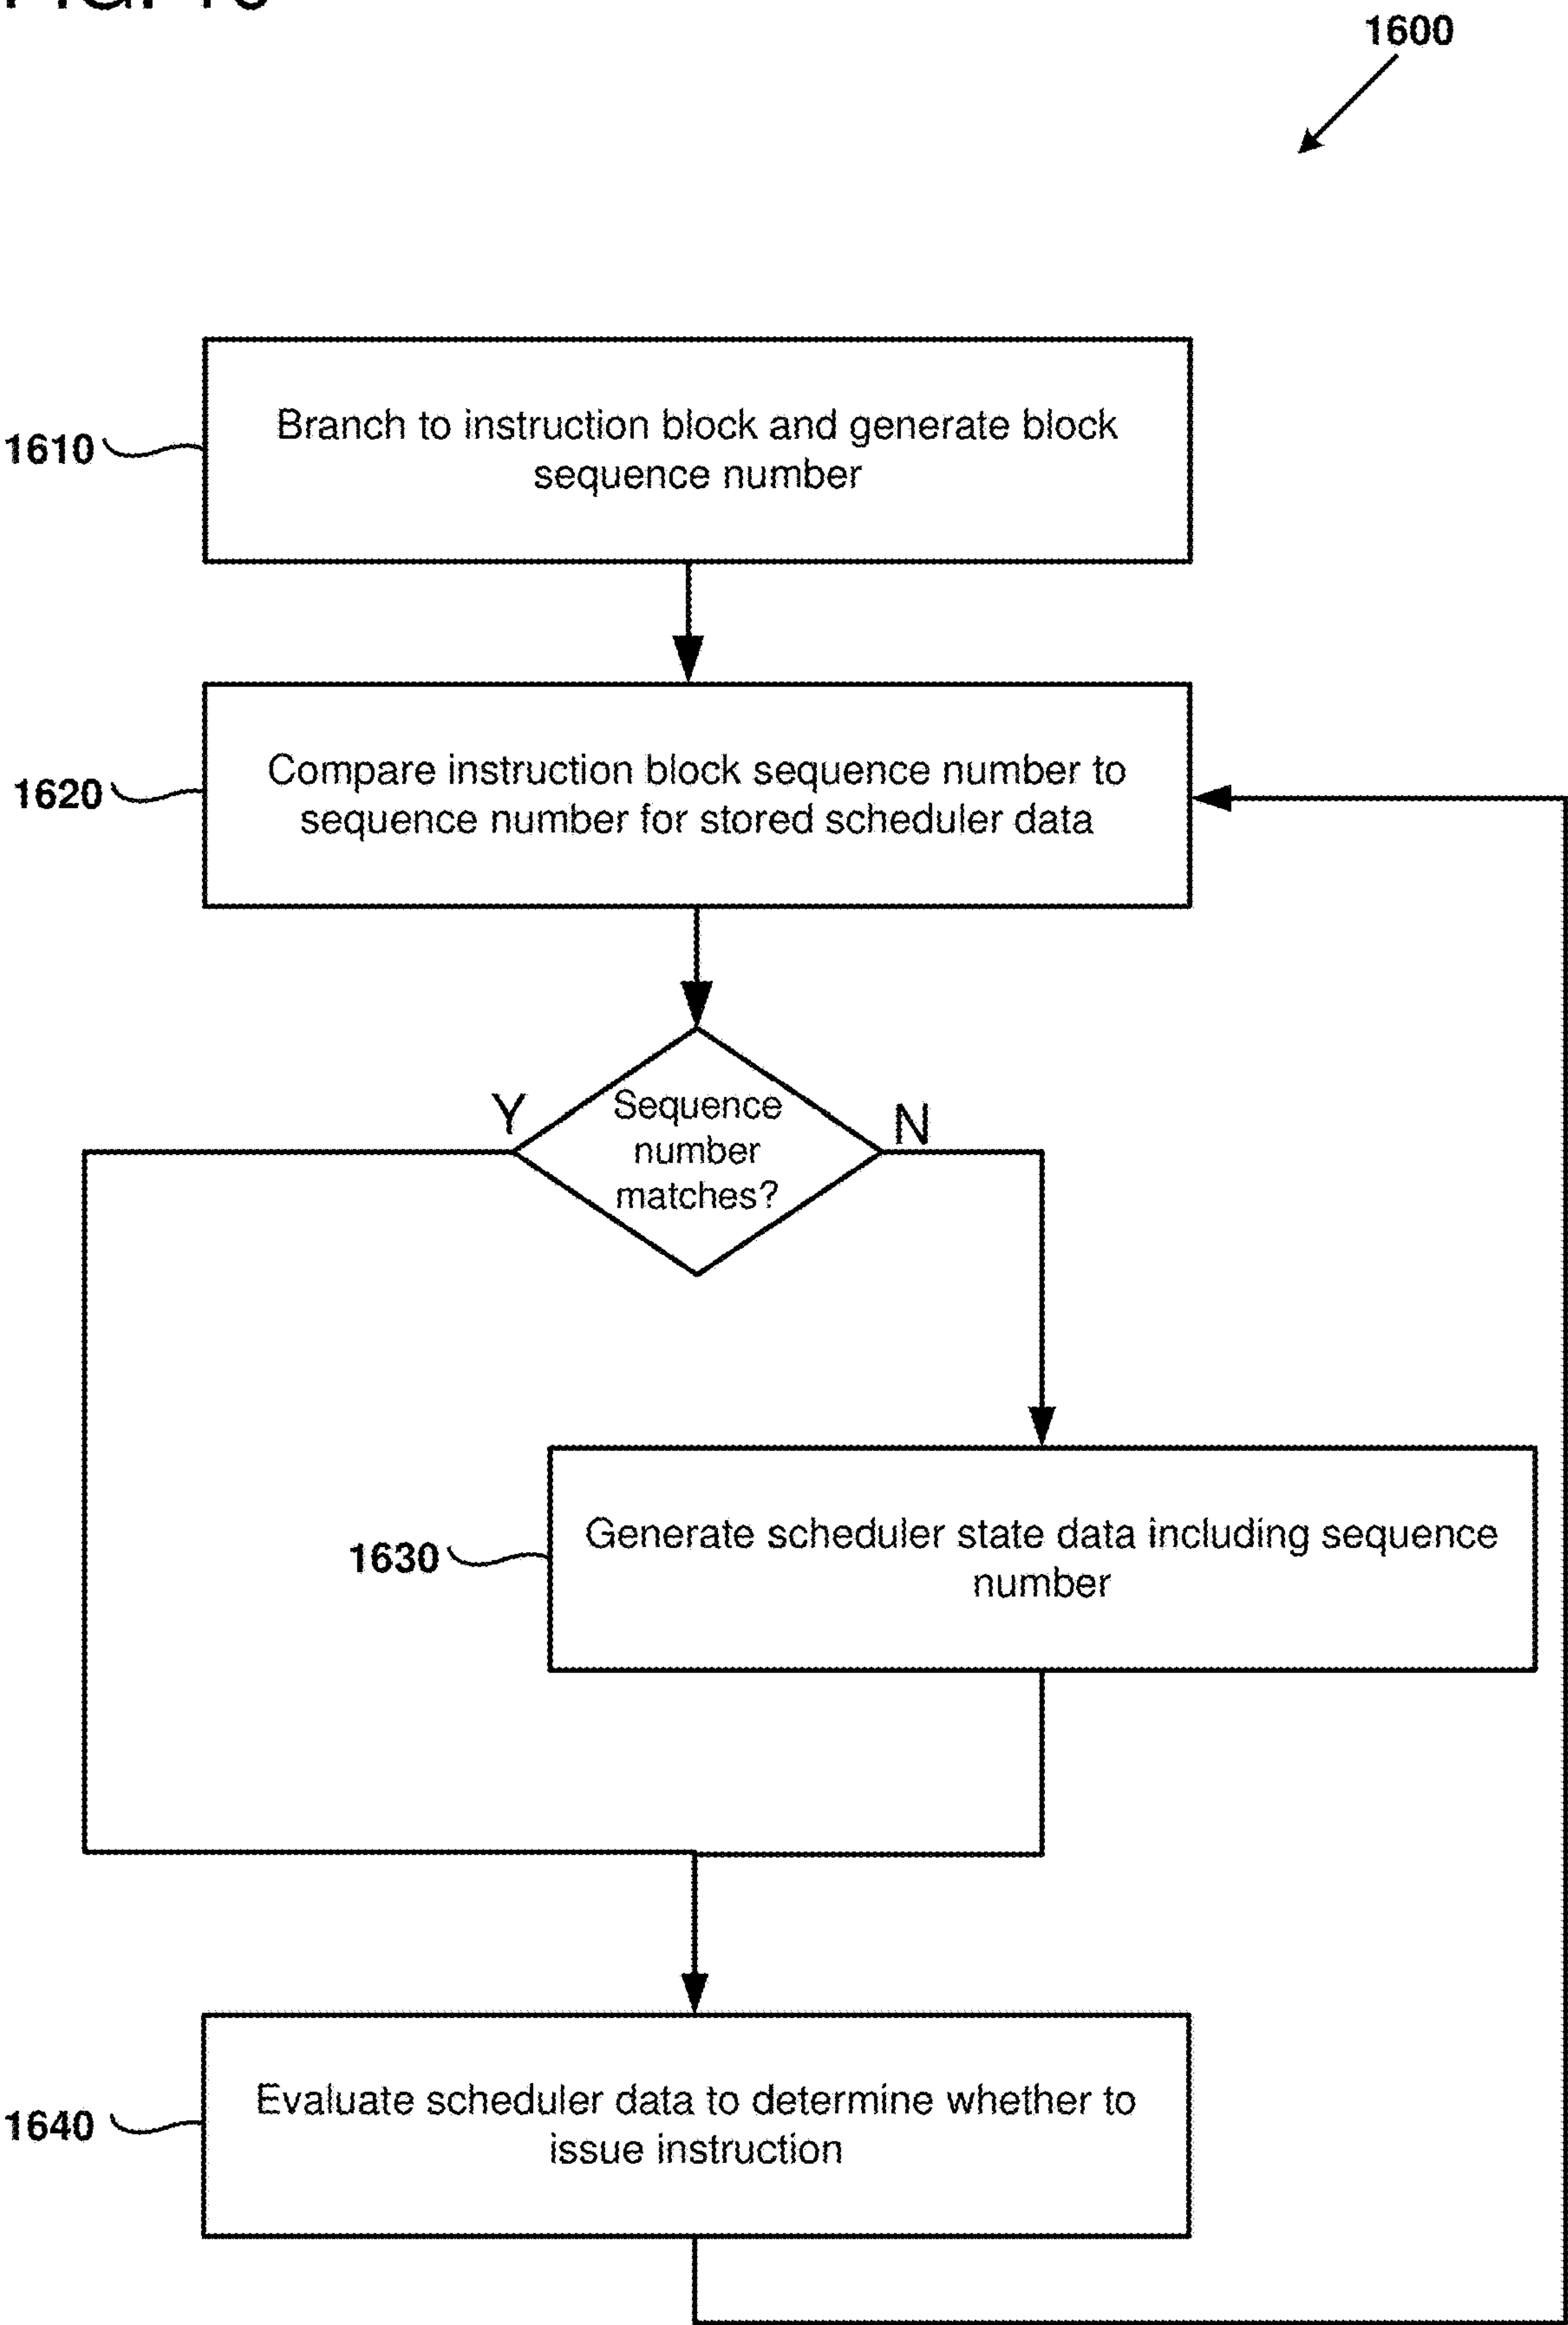 1600
1610
Branch to instruction block and generate block
sequence number
1620
Compare instruction block sequence number to
sequence number for stored scheduler data
Y
Sequence
number
matches?
N
1630
Generate scheduler state data including sequence
number
1640
Evaluate scheduler data to determine whether to
issue instruction